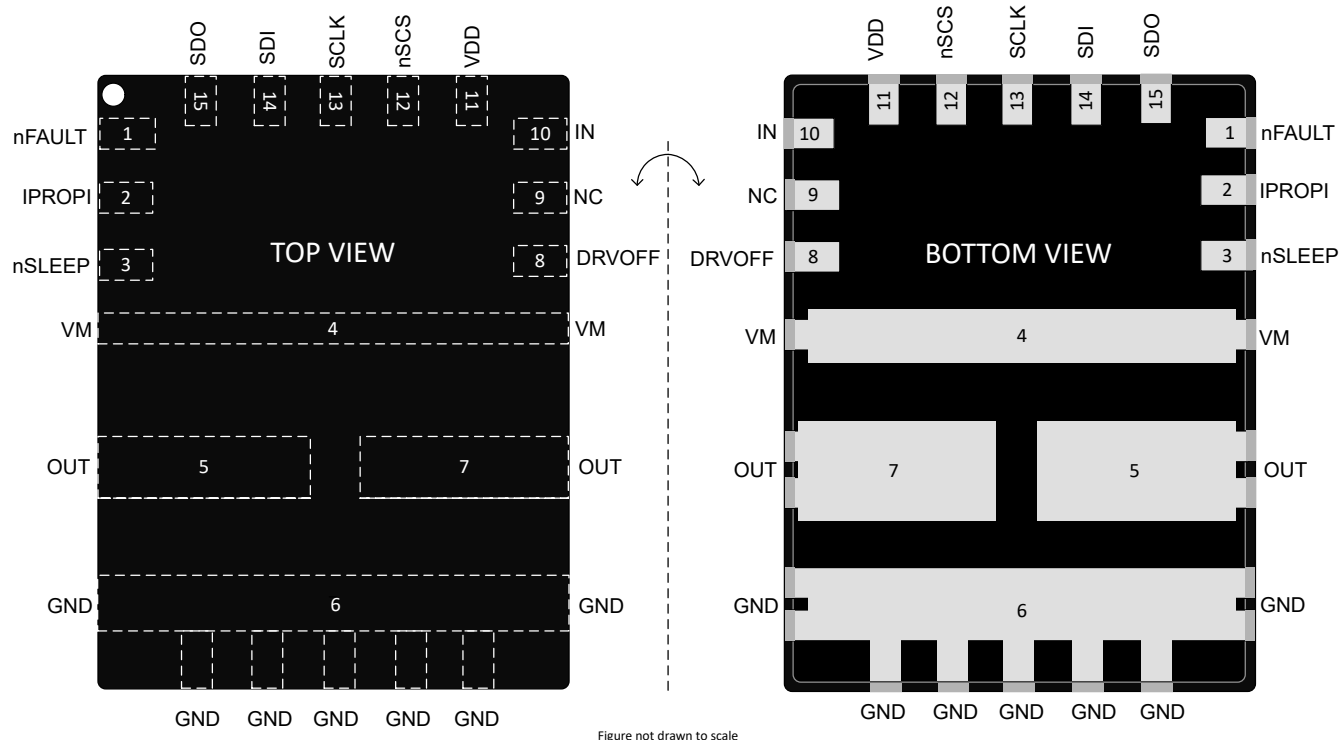 SDO SDI SCLK nSCS VDD
VDD nSCS SCLK SDI SDO
15 14 13 12 11
11 12 13 14 15
nFAULT 1 10 IN
IN 10 1 nFAULT
IPROPI 2 9 NC
NC 9 2 IPROPI
nSLEEP 3 TOP VIEW 8 DRVOFF
DRVOFF 8 BOTTOM VIEW 3 nSLEEP
VM 4 VM
VM 4 VM
OUT 5 7 OUT
OUT 7 5 OUT
GND 6 GND
GND 6 GND
GND GND GND GND GND
GND GND GND GND GND
Figure not drawn to scale